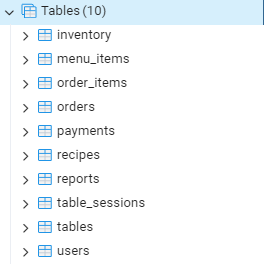 Tables (10)
inventory
menu_items
order_items
orders
payments
recipes
reports
table_sessions
tables
users